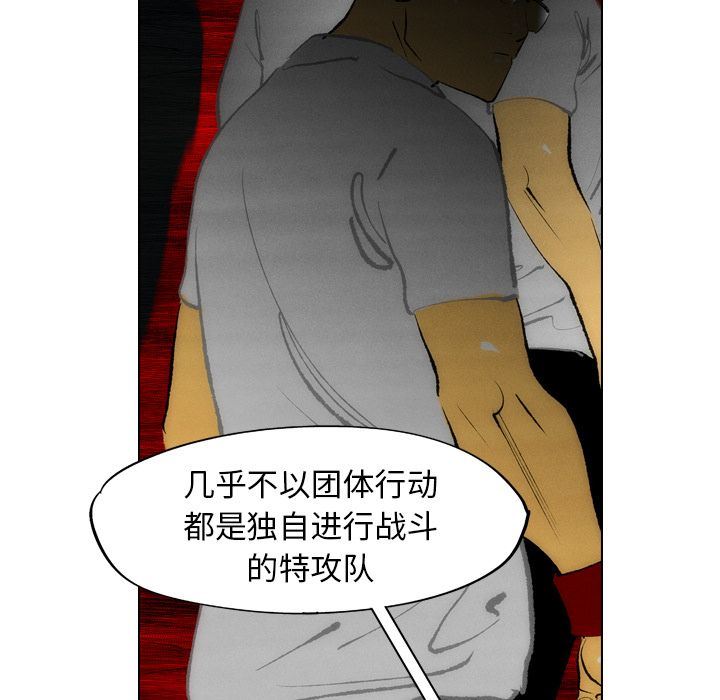 几乎不以团体行动
都是独自进行战斗
的特攻队